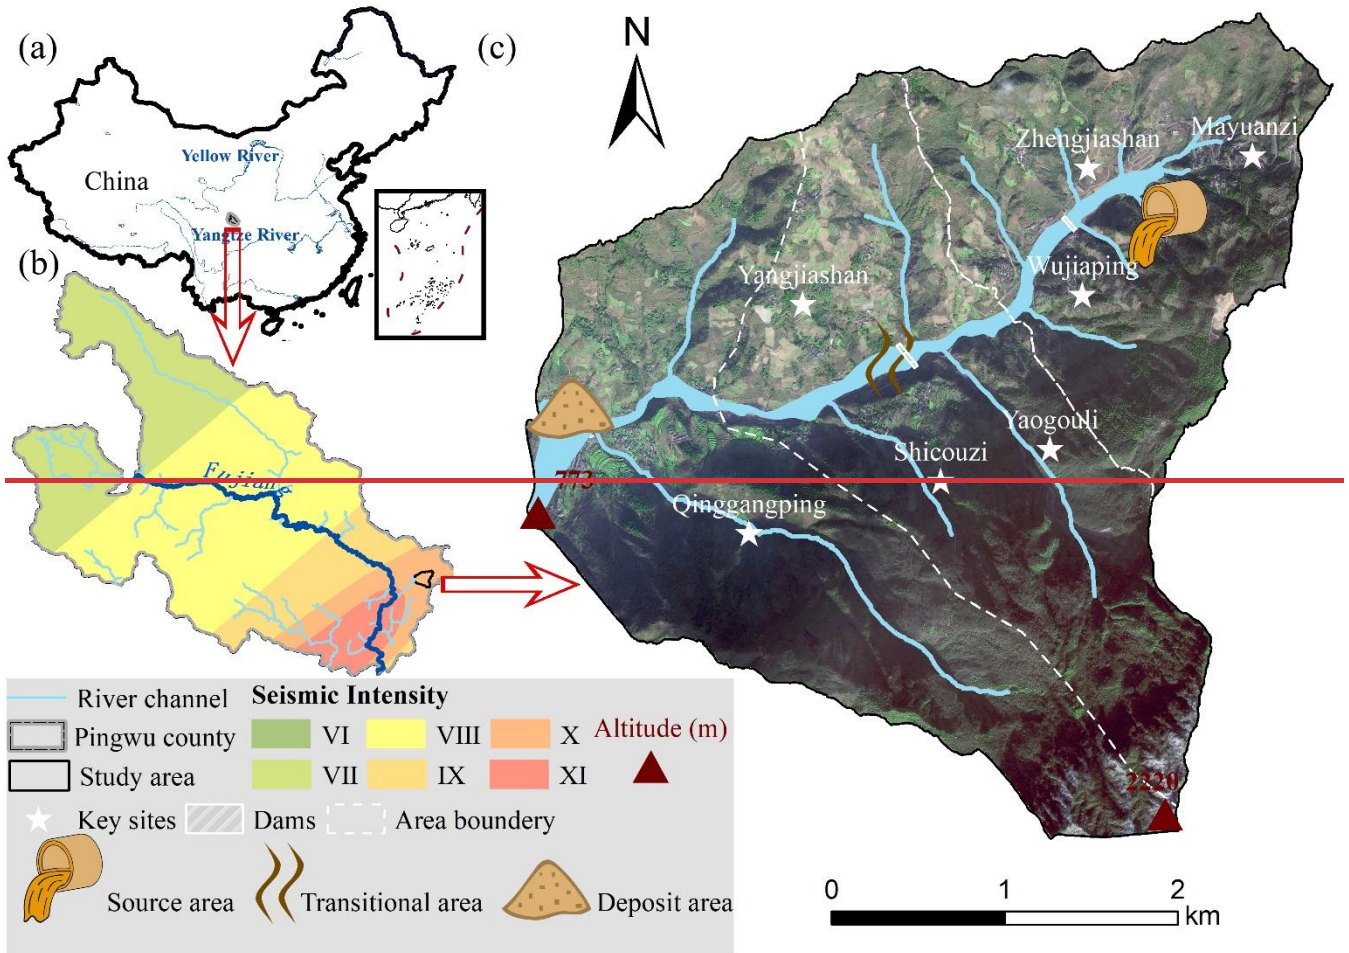 (a)
China
Yellow River
Yangtze River
(b)
Fujiang
(c)
N
Zhengjiashan
Mayuanzi
Wujiaping
Yangjiashan
Yaogouli
Shicouzi
Qinggangping
773
2220
River channel
Pingwu county
Study area
Seismic Intensity
VI
VIII
X
VII
IX
XI
Altitude (m)
Key sites
Dams
Area boundery
Source area
Transitional area
Deposit area
0
1
2
km